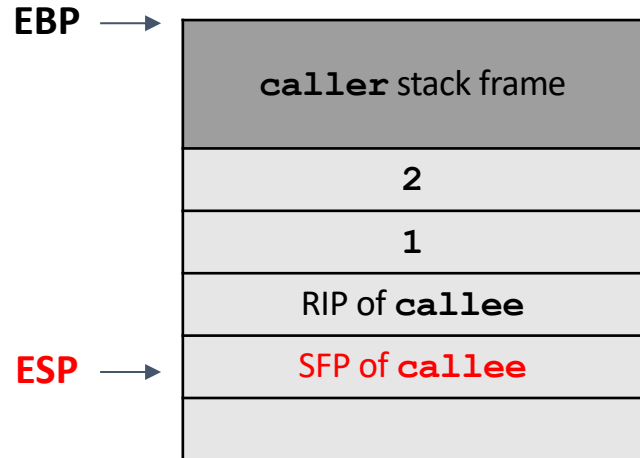 EBP
caller stack frame
2
1
RIP of callee
ESP
SFP of callee